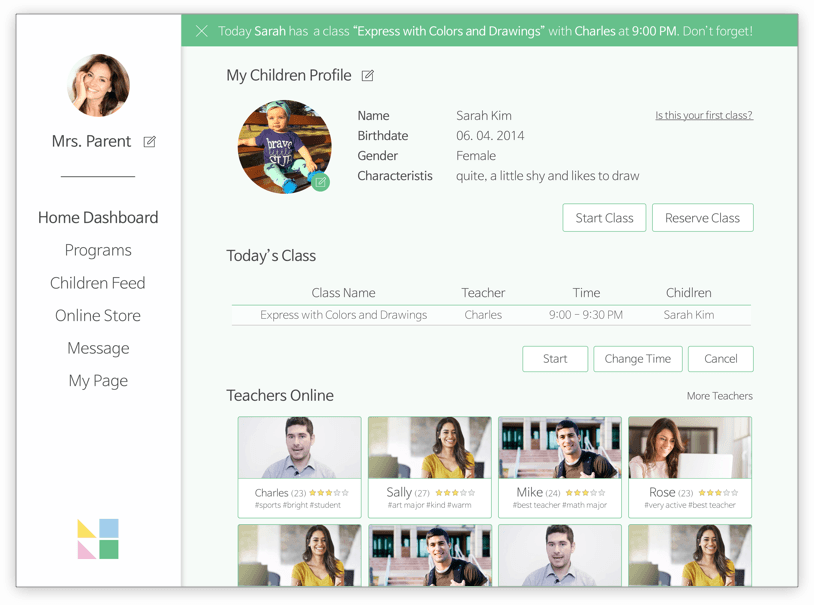 Today Sarah has a class “Express with Colors and Drawings” with Charles at 9:00 PM. Don’t forget!
Mrs. Parent
Home Dashboard
Programs
Children Feed
Online Store
Message
My Page
My Children Profile
Name Sarah Kim
Is this your first class?
Birthdate 06. 04. 2014
Gender Female
Characteristis quite, a little shy and likes to draw
brave
Start Class Reserve Class
Today’s Class
Class Name Teacher Time Chidlren
Express with Colors and Drawings Charles 9:00 - 9:30 PM Sarah Kim
Start Change Time Cancel
Teachers Online More Teachers
Charles (23)
#sports #bright #student
Sally (27)
#art major #kind #warm
Mike (24)
#best teacher #math major
Rose (23)
#very active #best teacher